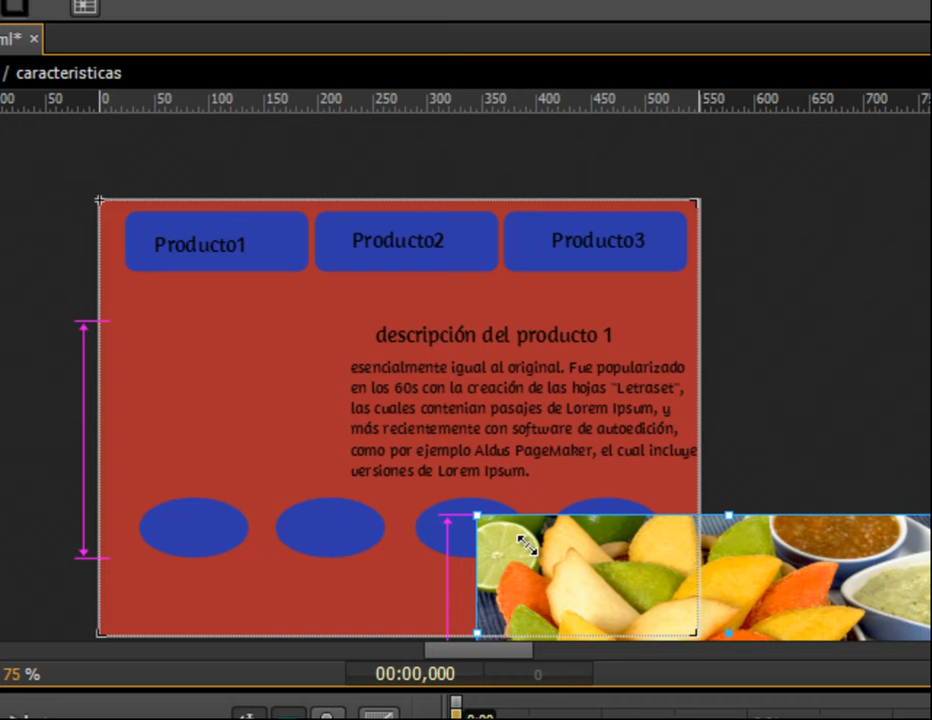 ml* ×
/ caracteristicas
00 50 0 50 100 150 200 250 300 350 400 450 500 550 600 650 700
Producto1 Producto2 Producto3
descripción del producto 1
esencialmente igual al original. Fue popularizado
en los 60s con la creación de las hojas "Letraset",
las cuales contenian pasajes de Lorem Ipsum, y
más recientemente con software de autoedición,
como por ejemplo Aldus PageMaker, el cual incluye
versiones de Lorem Ipsum.
75 % 00:00,000 0